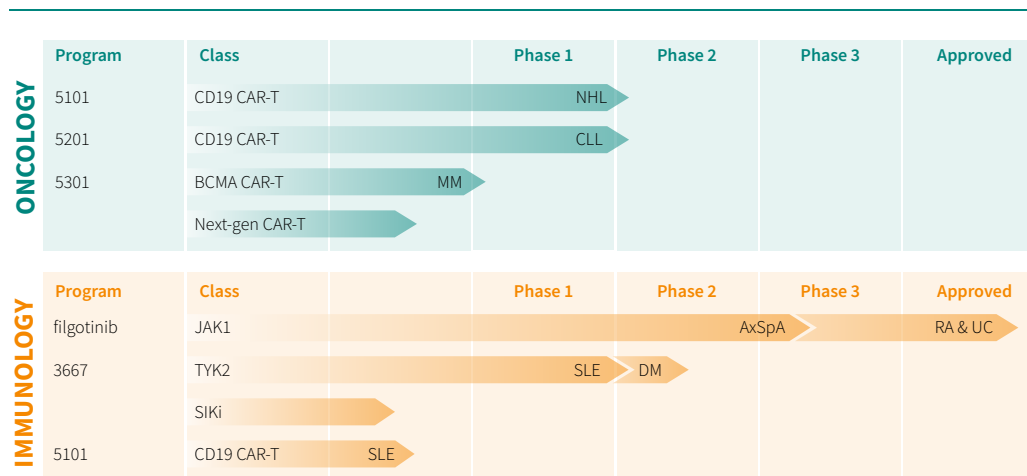 ONCOLOGY
Program Class Phase 1 Phase 2 Phase 3 Approved
5101 CD19 CAR-T NHL
5201 CD19 CAR-T CLL
5301 BCMA CAR-T MM
Next-gen CAR-T
IMMUNOLOGY
Program Class Phase 1 Phase 2 Phase 3 Approved
filgotinib JAK1 AxSpA RA & UC
3667 TYK2 SLE DM
SIKi
5101 CD19 CAR-T SLE